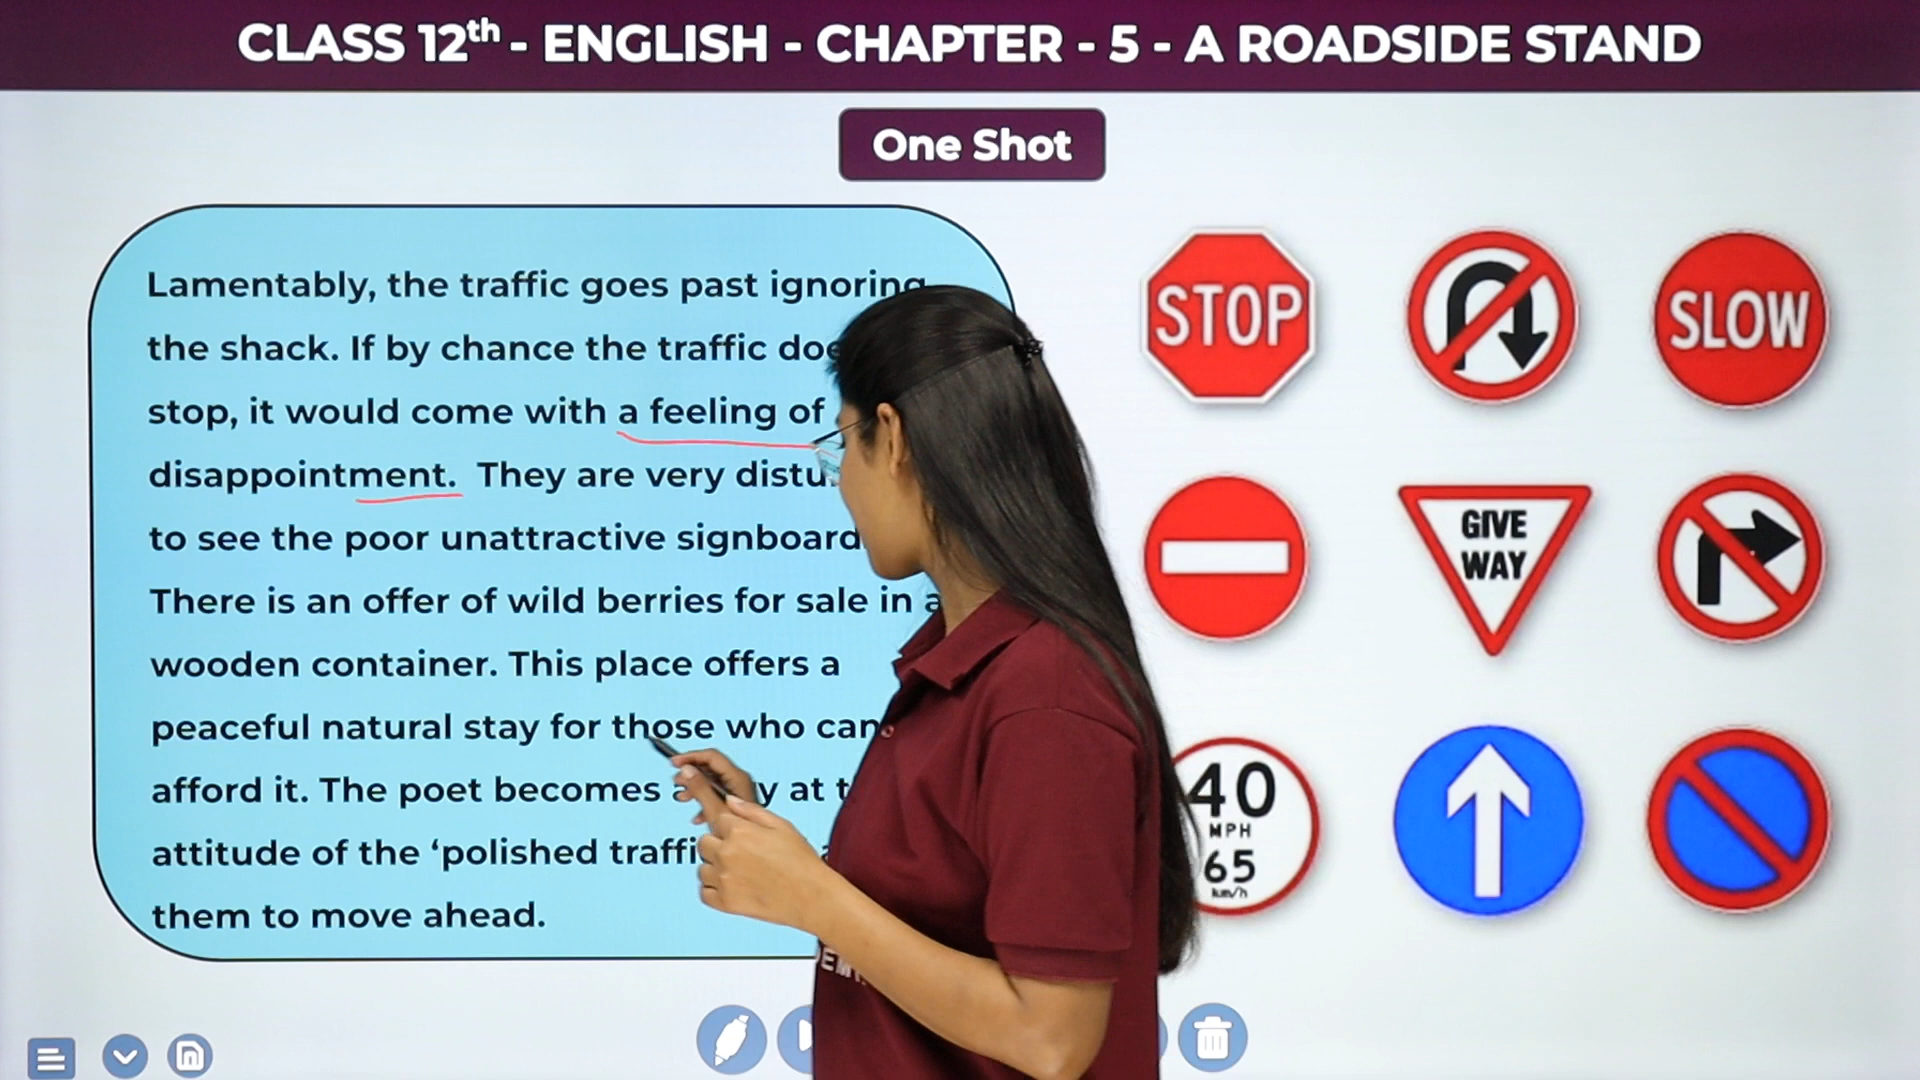 CLASS 12th - ENGLISH - CHAPTER - 5 - A ROADSIDE STAND
One Shot
Lamentably, the traffic goes past ignoring
the shack. If by chance the traffic
stop, it would come with a feeling of
disappointment. They are very
to see the poor unattractive
There is an offer of wild berries for sale in
wooden container. This place offers a
peaceful natural stay for those who can
afford it. The poet becomes at
attitude of the ‘polished
them to move ahead.
STOP
SLOW
GIVE
WAY
40
MPH
65
km/h